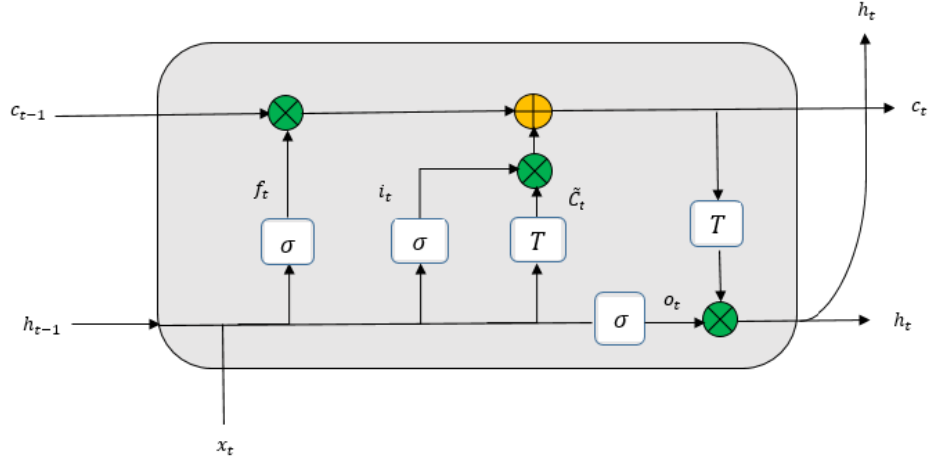 h_t
c_{t-1}
c_t
f_t
i_t
C̃_t
T
σ
σ
T
h_{t-1}
σ
o_t
h_t
x_t